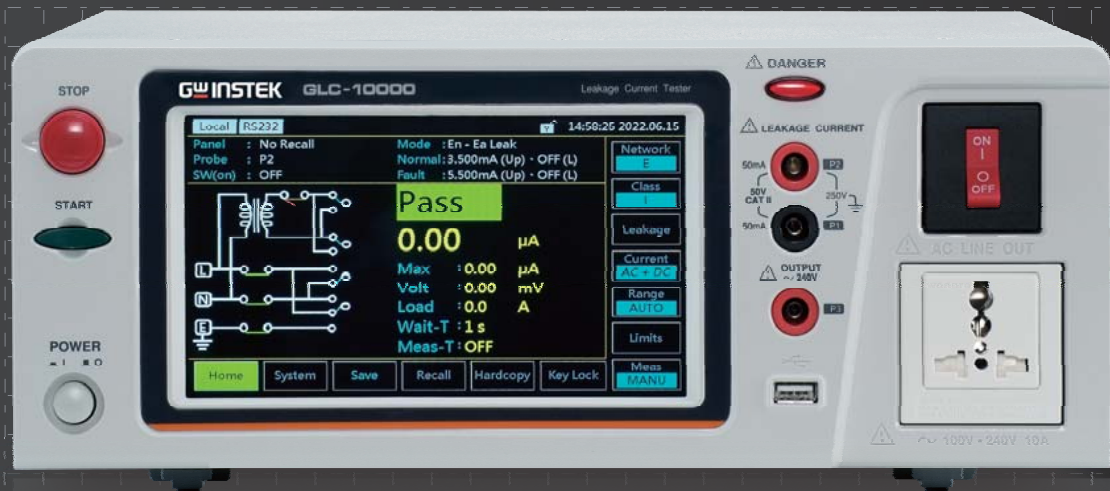 STOP
START
POWER
GWINSTEK GLC-10000 Leakage Current Tester
Local RS232 14:58:25 2022.06.15
Panel : No Recall Mode :En - Ea Leak
Probe : P2 Normal:3.500mA (Up) · OFF (L)
SW(on) : OFF Fault :5.500mA (Up) · OFF (L)
Pass
0.00 µA
Max :0.00 µA
Volt :0.00 mV
Load :0.0 A
Wait-T :1 s
Meas-T :OFF
L
N
E
Network
E
Class
I
Leakage
Current
AC + DC
Range
AUTO
Limits
Meas
MANU
Home System Save Recall Hardcopy Key Lock
DANGER
LEAKAGE CURRENT
50mA P2
50V
CAT II
250V
50mA P1
OUTPUT
~ 240V
P3
ON
I
O
OFF
AC-LINE OUT
~ 100V - 240V 10A